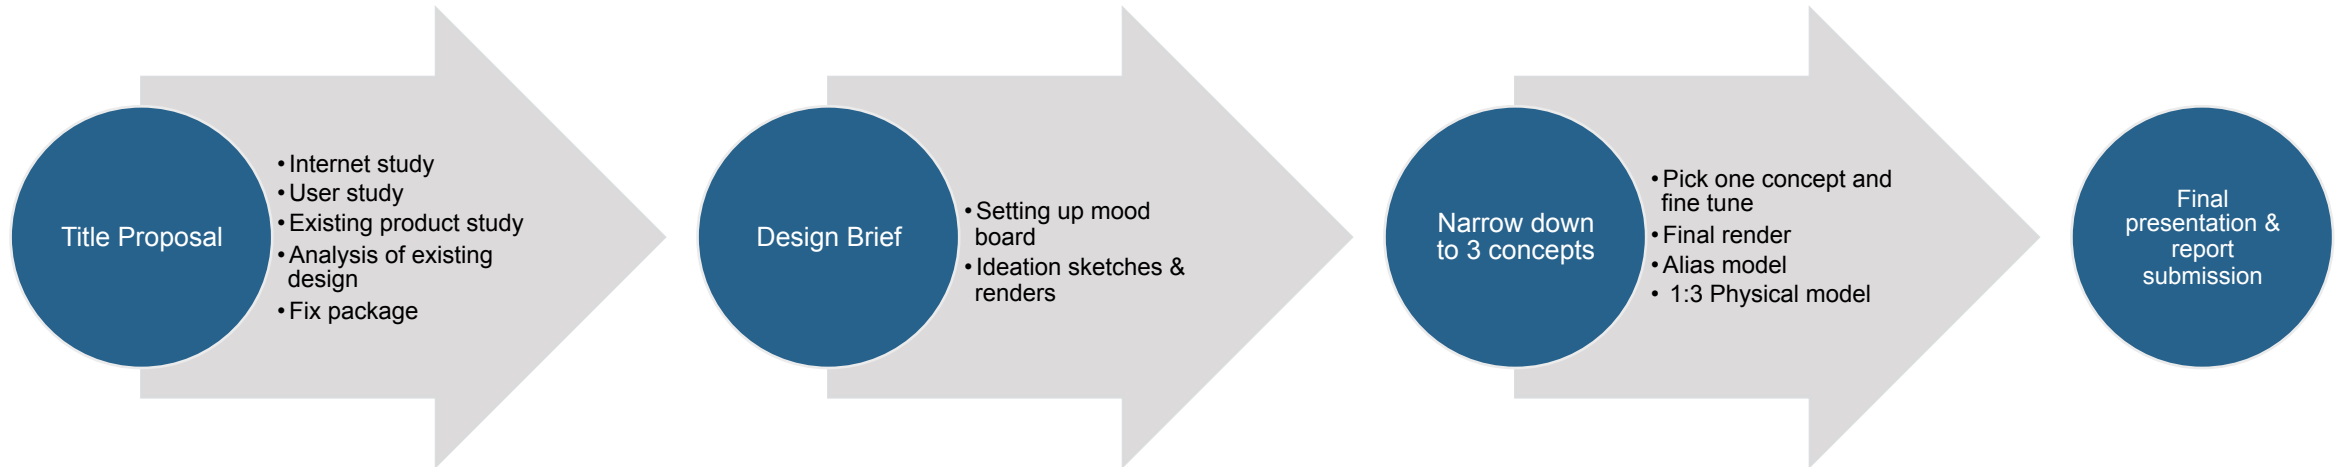 Title Proposal
• Internet study
• User study
• Existing product study
• Analysis of existing
design
• Fix package
Design Brief
• Setting up mood
board
• Ideation sketches &
renders
Narrow down
to 3 concepts
• Pick one concept and
fine tune
• Final render
• Alias model
• 1:3 Physical model
Final
presentation &
report
submission